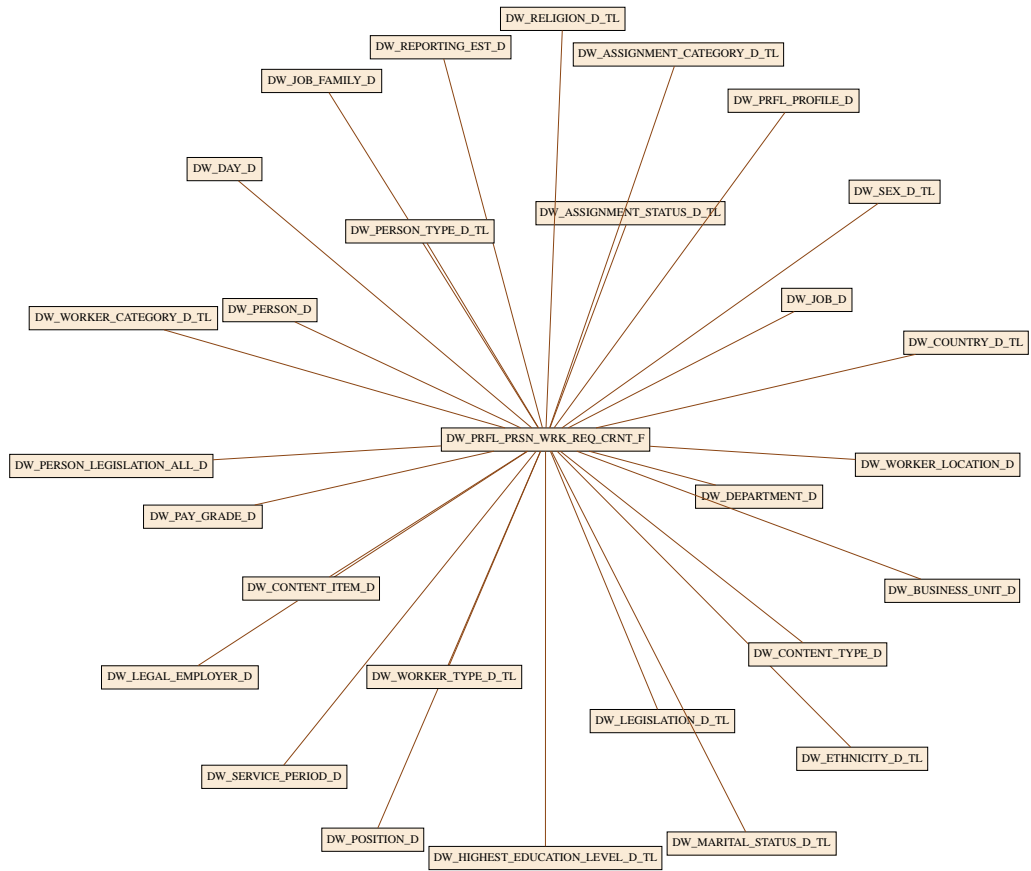 DW_RELIGION_D_TL
DW_REPORTING_EST_D
DW_ASSIGNMENT_CATEGORY_D_TL
DW_JOB_FAMILY_D
DW_PRFL_PROFILE_D
DW_DAY_D
DW_SEX_D_TL
DW_ASSIGNMENT_STATUS_D_TL
DW_PERSON_TYPE_D_TL
DW_JOB_D
DW_PERSON_D
DW_WORKER_CATEGORY_D_TL
DW_COUNTRY_D_TL
DW_PRFL_PRSN_WRK_REQ_CRNT_F
DW_PERSON_LEGISLATION_ALL_D
DW_WORKER_LOCATION_D
DW_DEPARTMENT_D
DW_PAY_GRADE_D
DW_CONTENT_ITEM_D
DW_BUSINESS_UNIT_D
DW_CONTENT_TYPE_D
DW_LEGAL_EMPLOYER_D
DW_WORKER_TYPE_D_TL
DW_LEGISLATION_D_TL
DW_ETHNICITY_D_TL
DW_SERVICE_PERIOD_D
DW_POSITION_D
DW_MARITAL_STATUS_D_TL
DW_HIGHEST_EDUCATION_LEVEL_D_TL